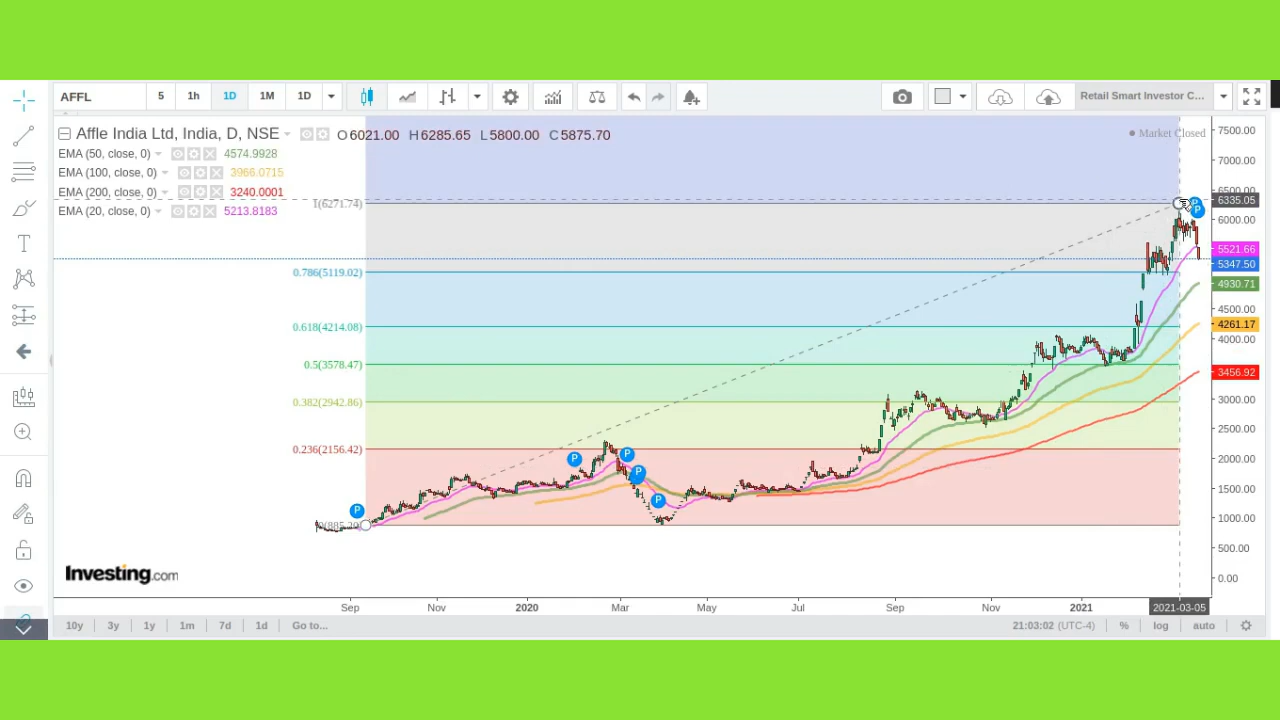 AFFL 5 1h 1D 1M 1D Retail Smart Investor C...
Affle India Ltd, India, D, NSE O6021.00 H6285.65 L5800.00 C5875.70
Market Closed
EMA (50, close, 0) 4574.9928
EMA (100, close, 0) 3966.0715
EMA (200, close, 0) 3240.0001
EMA (20, close, 0) 5213.8183
1(6271.74)
0.786(5119.02)
0.618(4214.08)
0.5(3578.47)
0.382(2942.86)
0.236(2156.42)
P
P
P
P
P
P
7500.00
7000.00
6335.05
6000.00
5521.66
5347.50
4930.71
4500.00
4261.17
4000.00
3456.92
3000.00
2500.00
2000.00
1500.00
1000.00
500.00
0.00
Investing.com
Sep Nov 2020 Mar May Jul Sep Nov 2021 2021-03-05
10y 3y 1y 1m 7d 1d Go to... 21:03:02 (UTC-4) % log auto